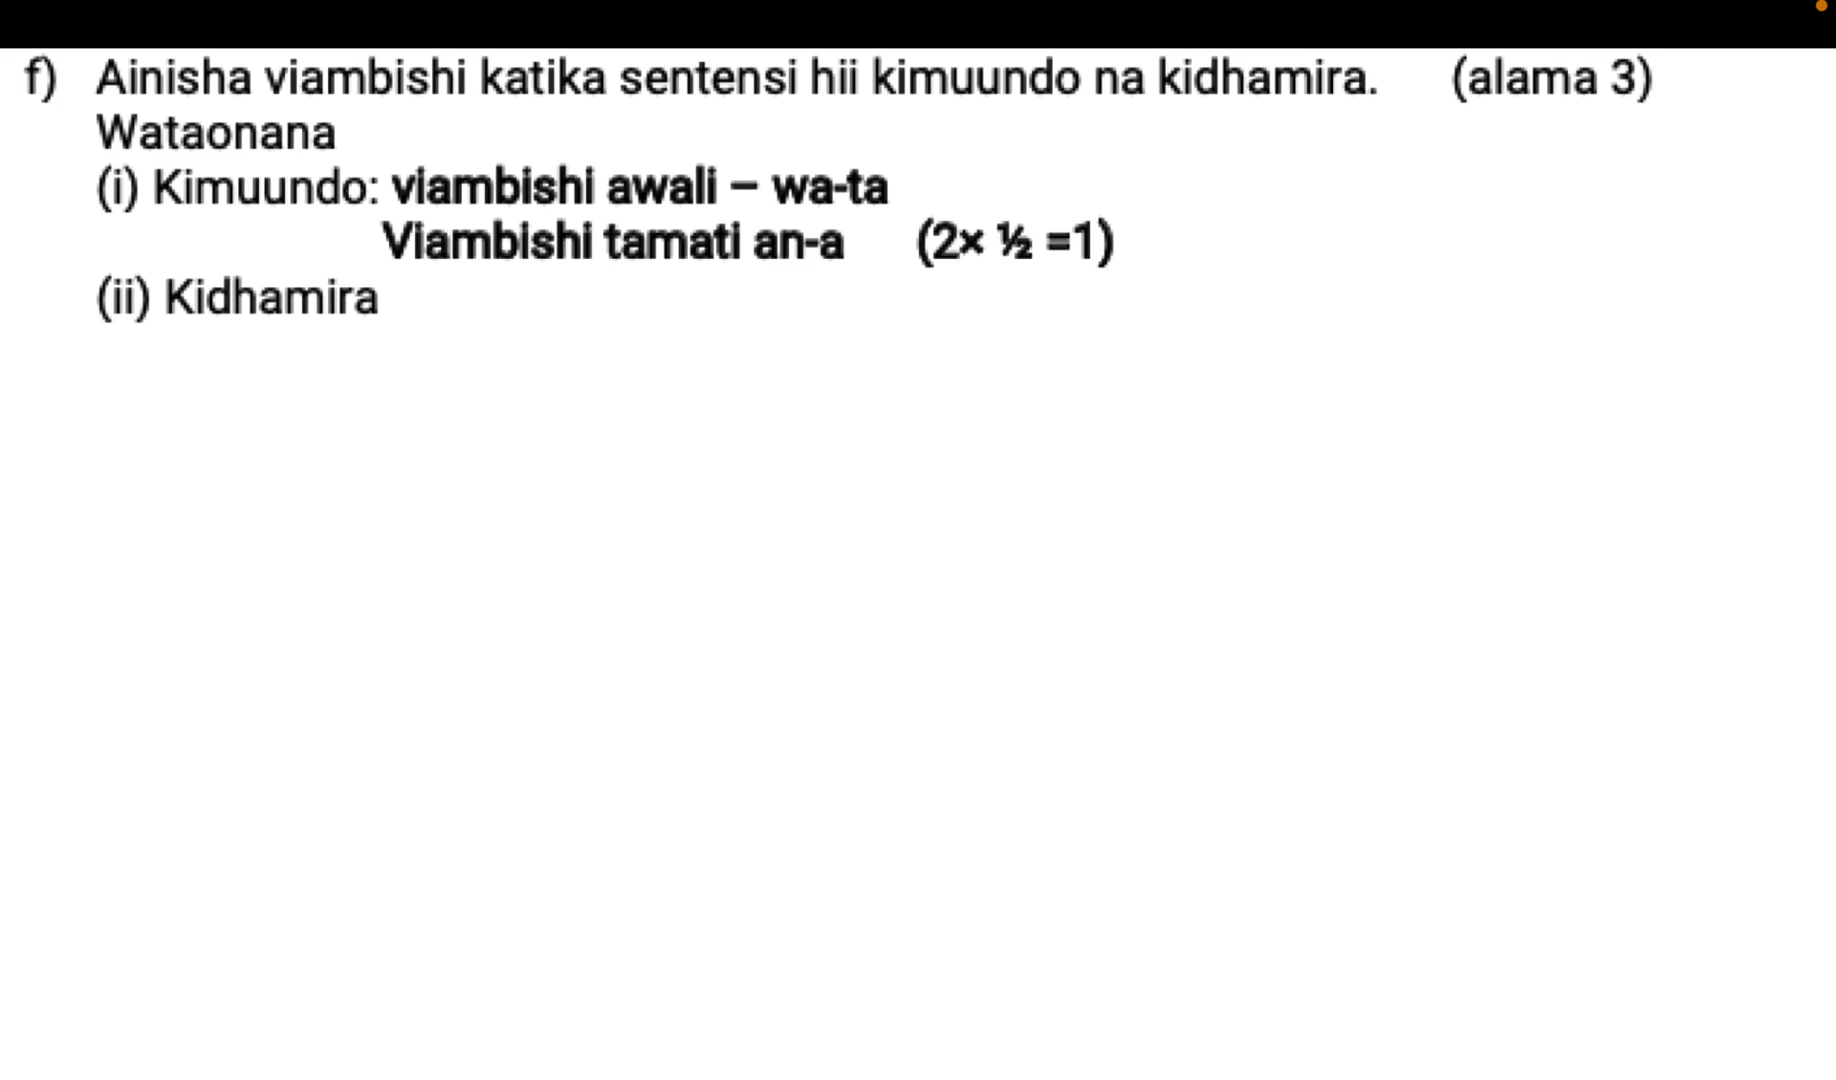 f) Ainisha viambishi katika sentensi hii kimuundo na kidhamira. (alama 3)
Wataonana
(i) Kimuundo: viambishi awali – wa-ta
Viambishi tamati an-a (2× ½ =1)
(ii) Kidhamira